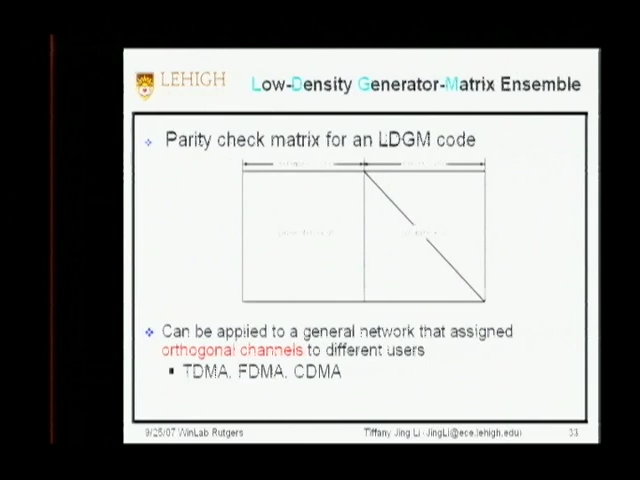 LEHIGH
Low-Density Generator-Matrix Ensemble
Parity check matrix for an LDGM code
Can be applied to a general network that assigned
orthogonal channels to different users
TDMA, FDMA, CDMA
9/25/07 WinLab Rutgers
Tiffany Jing Li (JingLi@ece.lehigh.edu)
33